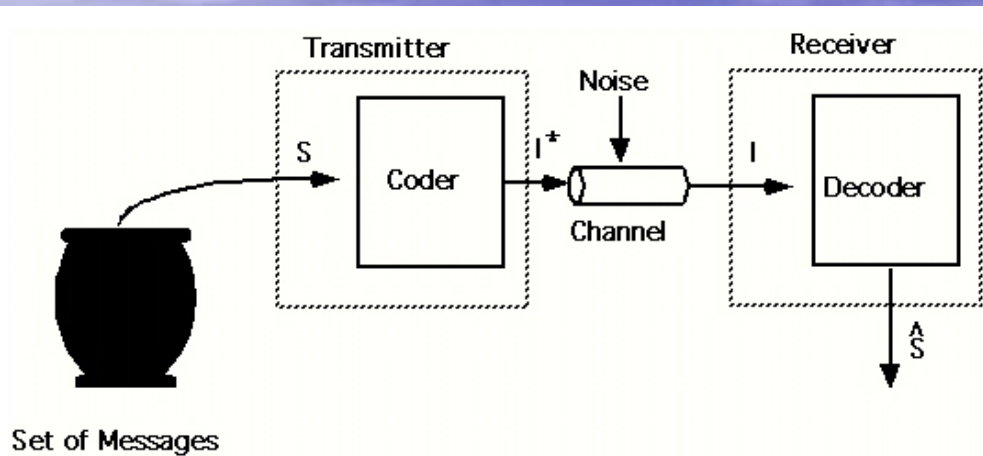 Transmitter
Receiver
Noise
S
Coder
I*
Channel
I
Decoder
Ŝ
Set of Messages